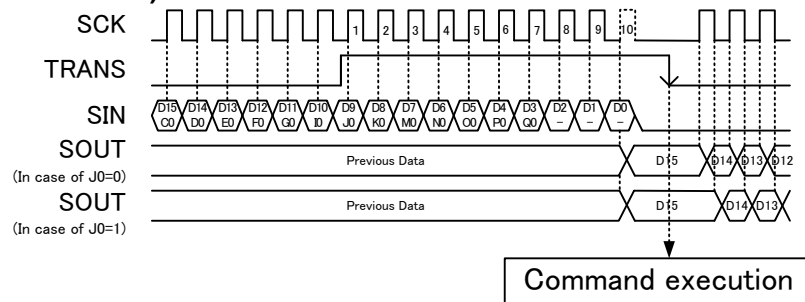 SCK 1 2 3 4 5 6 7 8 9 10
TRANS
SIN D15 D14 D13 D12 D11 D10 D9 D8 D7 D6 D5 D4 D3 D2 D1 D0
C0 D0 E0 F0 G0 I0 J0 K0 M0 N0 O0 P0 Q0 - - -
SOUT Previous Data D15 D14 D13 D12
(In case of J0=0)
SOUT Previous Data D15 D14 D13
(In case of J0=1)
Command execution